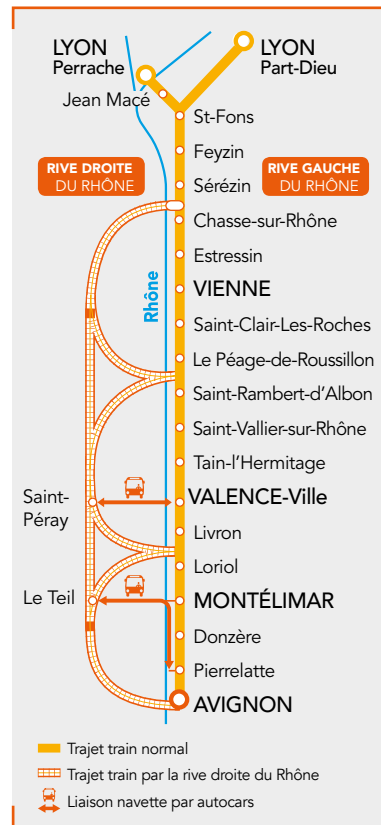 LYON
Perrache
LYON
Part-Dieu
Jean Macé
St-Fons
Feyzin
RIVE DROITE
DU RHÔNE
RIVE GAUCHE
DU RHÔNE
Sérézin
Chasse-sur-Rhône
Estressin
Rhône
VIENNE
Saint-Clair-Les-Roches
Le Péage-de-Roussillon
Saint-Rambert-d'Albon
Saint-Vallier-sur-Rhône
Tain-l'Hermitage
Saint-
Péray
VALENCE-Ville
Livron
Loriol
Le Teil
MONTÉLIMAR
Donzère
Pierrelatte
AVIGNON
Trajet train normal
Trajet train par la rive droite du Rhône
Liaison navette par autocars